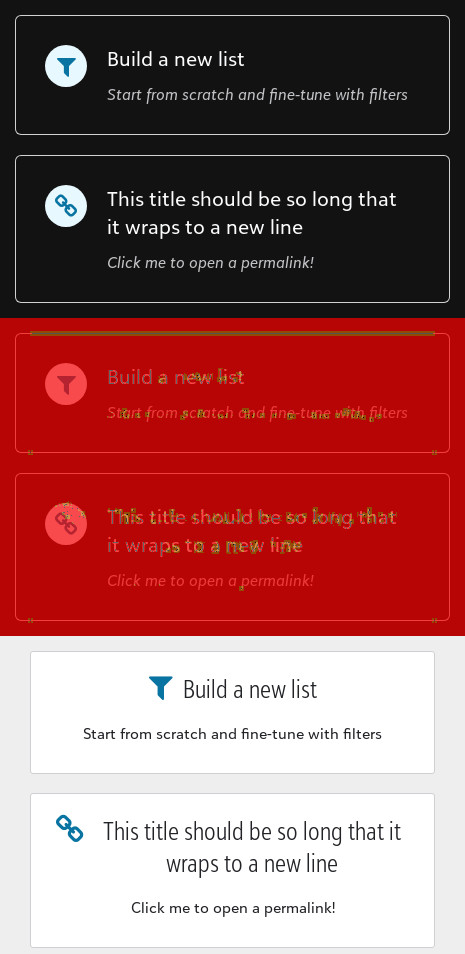 Build a new list
Start from scratch and fine-tune with filters
This title should be so long that
it wraps to a new line
Click me to open a permalink!
Build a new list
Start from scratch and fine-tune with filters
This title should be so long that
it wraps to a new line
Click me to open a permalink!
Build a new list
Start from scratch and fine-tune with filters
This title should be so long that it
wraps to a new line
Click me to open a permalink!